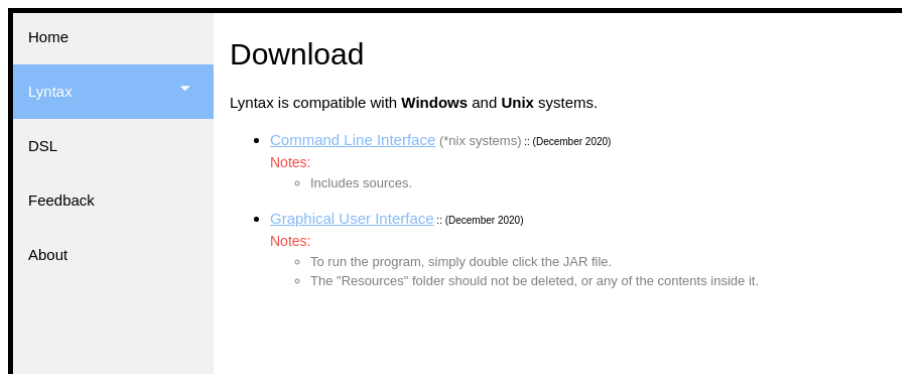 Home
Lyntax
DSL
Feedback
About
Download
Lyntax is compatible with Windows and Unix systems.
Command Line Interface (*nix systems) :: (December 2020)
Notes:
Includes sources.
Graphical User Interface :: (December 2020)
Notes:
To run the program, simply double click the JAR file.
The "Resources" folder should not be deleted, or any of the contents inside it.